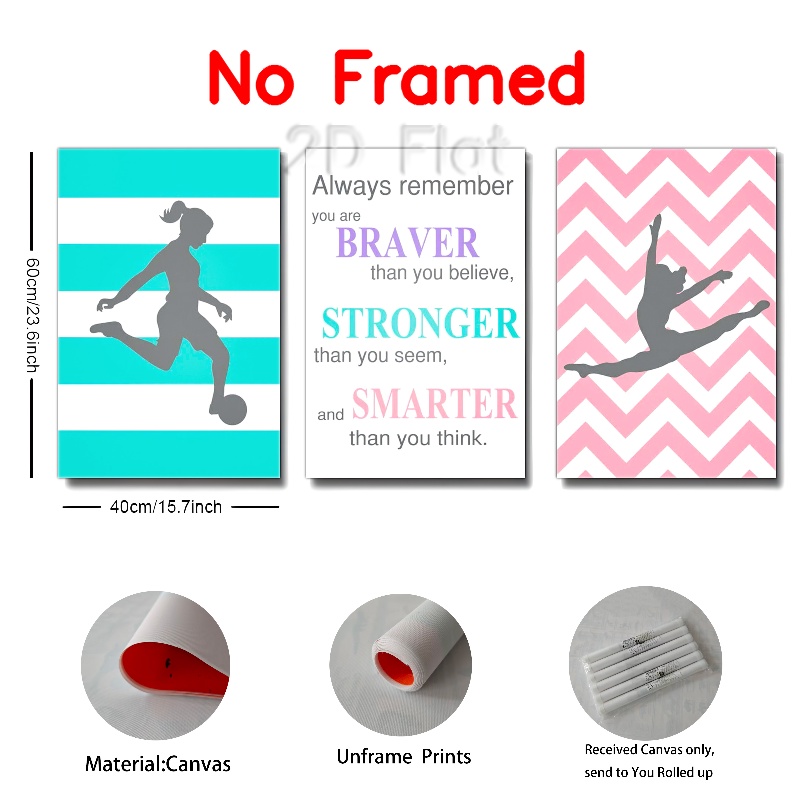 No Framed
2D Flat
Always remember
you are
BRAVER
than you believe,
STRONGER
than you seem,
and SMARTER
than you think.
60cm/23.6inch
40cm/15.7inch
Material:Canvas
Unframe Prints
Received Canvas only,
send to You Rolled up